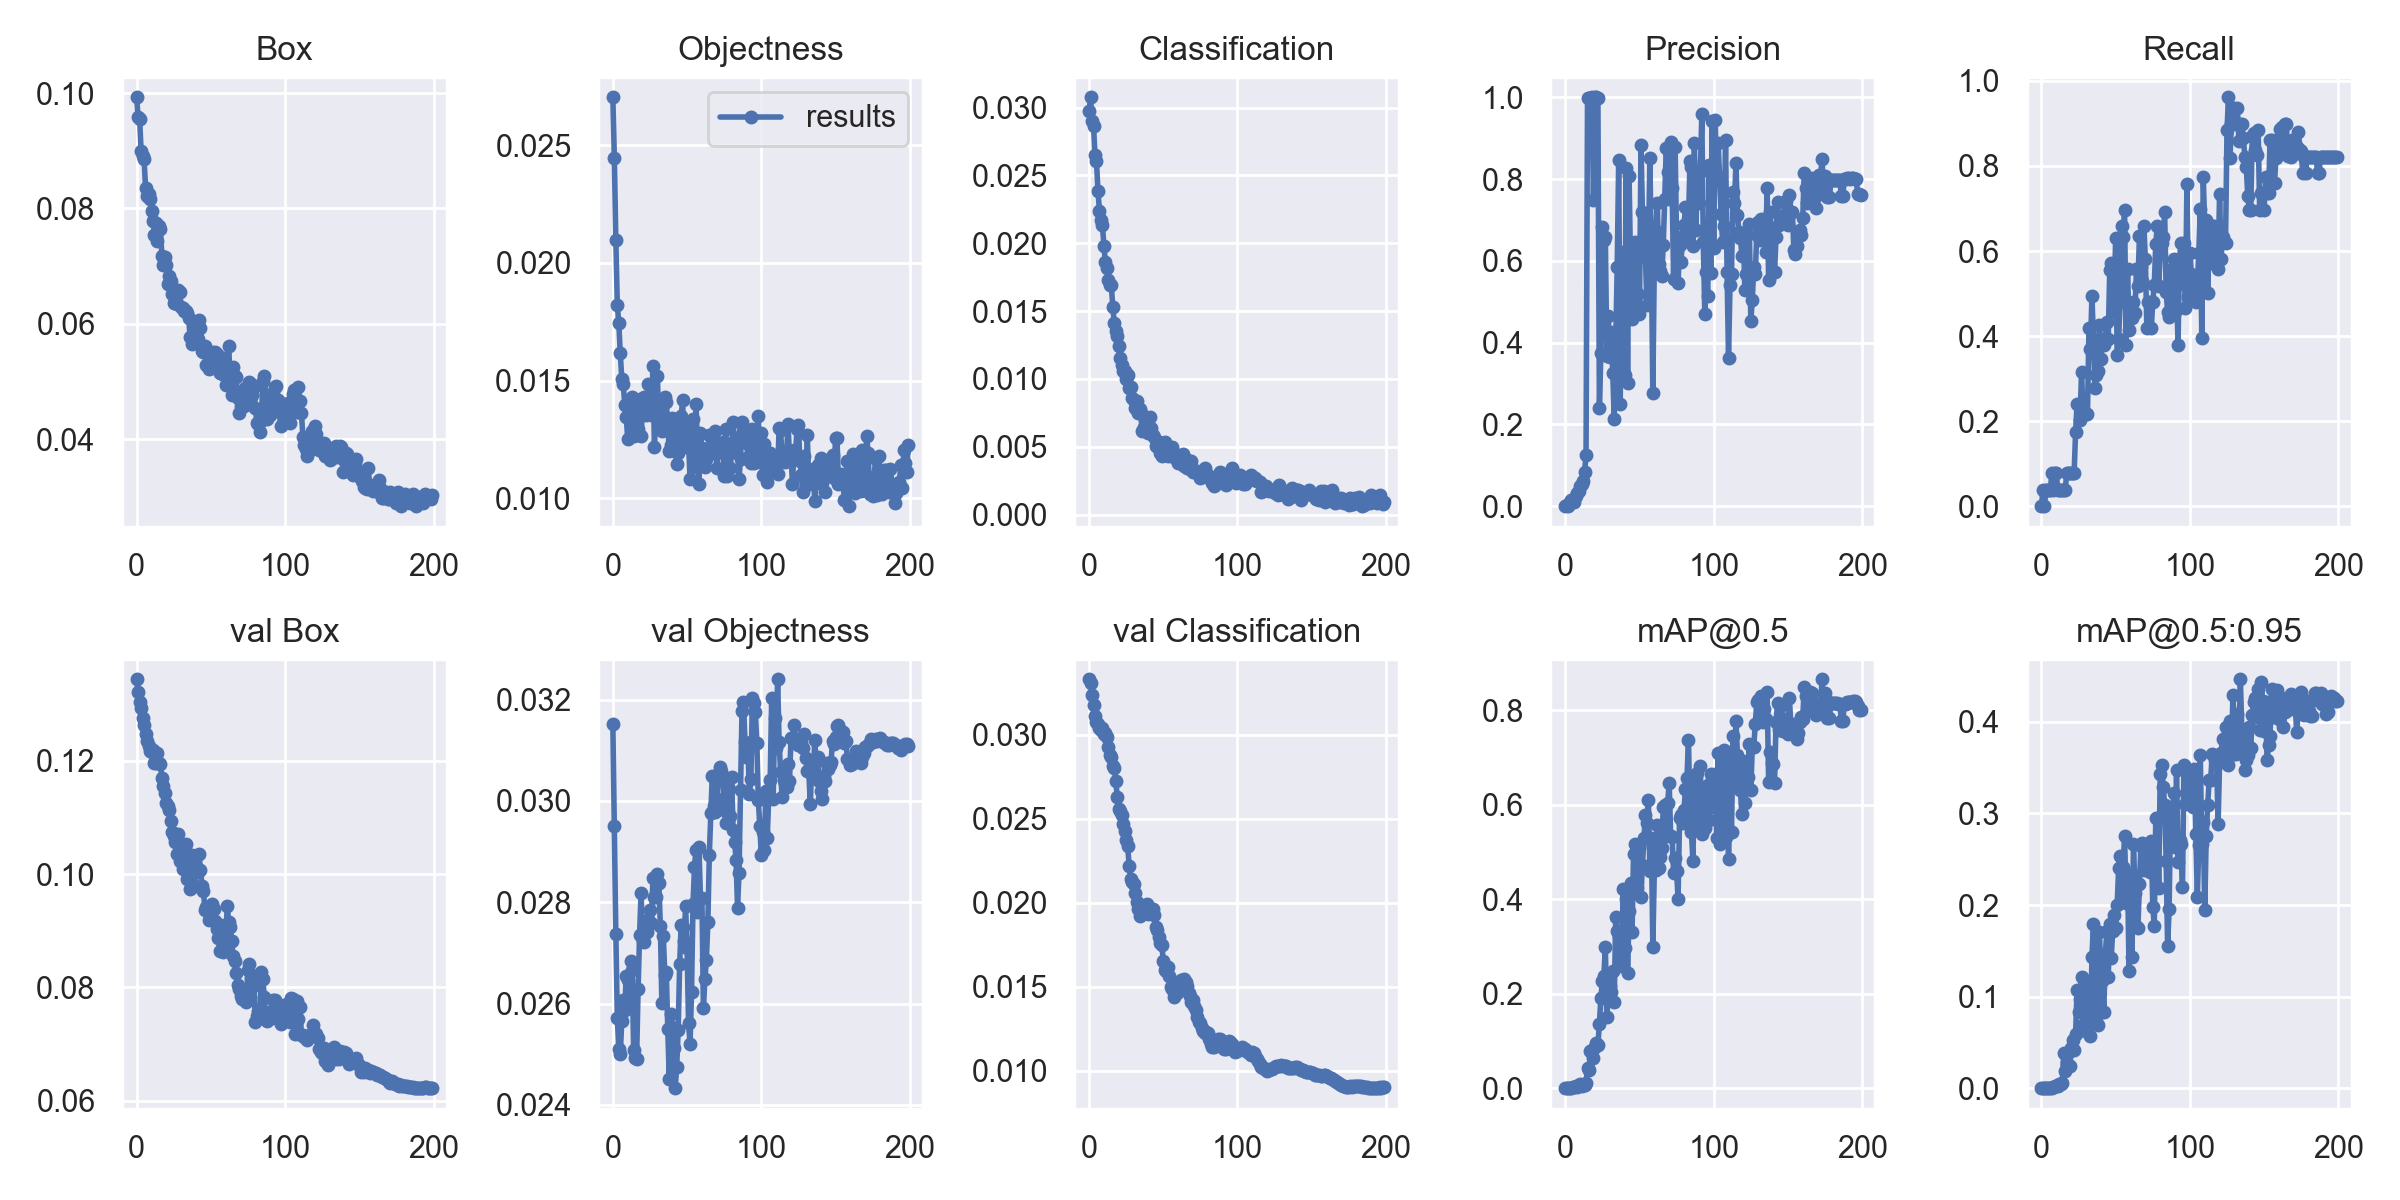 Box
0.10
0.08
0.06
0.04
0 100 200
Objectness
results
0.025
0.020
0.015
0.010
0 100 200
Classification
0.030
0.025
0.020
0.015
0.010
0.005
0.000
0 100 200
Precision
1.0
0.8
0.6
0.4
0.2
0.0
0 100 200
Recall
1.0
0.8
0.6
0.4
0.2
0.0
0 100 200
val Box
0.12
0.10
0.08
0.06
0 100 200
val Objectness
0.032
0.030
0.028
0.026
0.024
0 100 200
val Classification
0.030
0.025
0.020
0.015
0.010
0 100 200
mAP@0.5
0.8
0.6
0.4
0.2
0.0
0 100 200
mAP@0.5:0.95
0.4
0.3
0.2
0.1
0.0
0 100 200